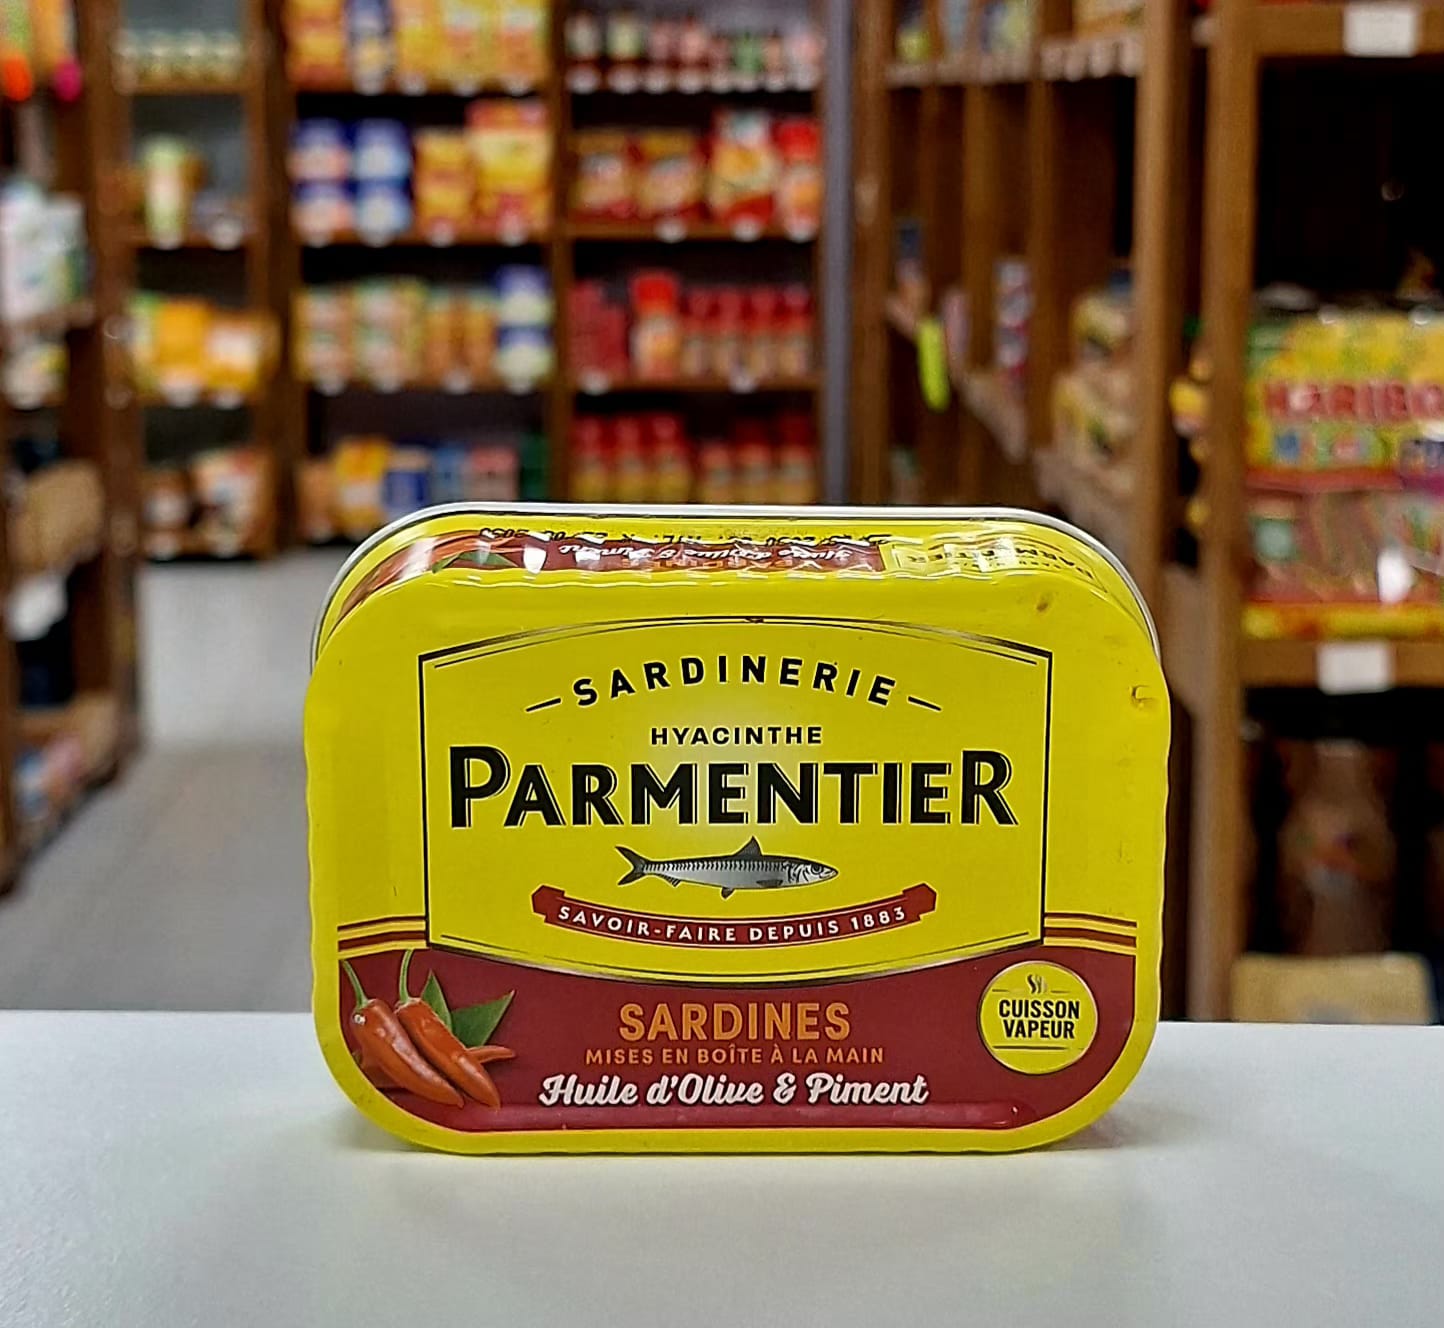 SARDINERIE
HYACINTHE
PARMENTIER
SAVOIR-FAIRE DEPUIS 1883
SARDINES
MISES EN BOÎTE À LA MAIN
Huile d'Olive & Piment
CUISSON
VAPEUR
HARIBO